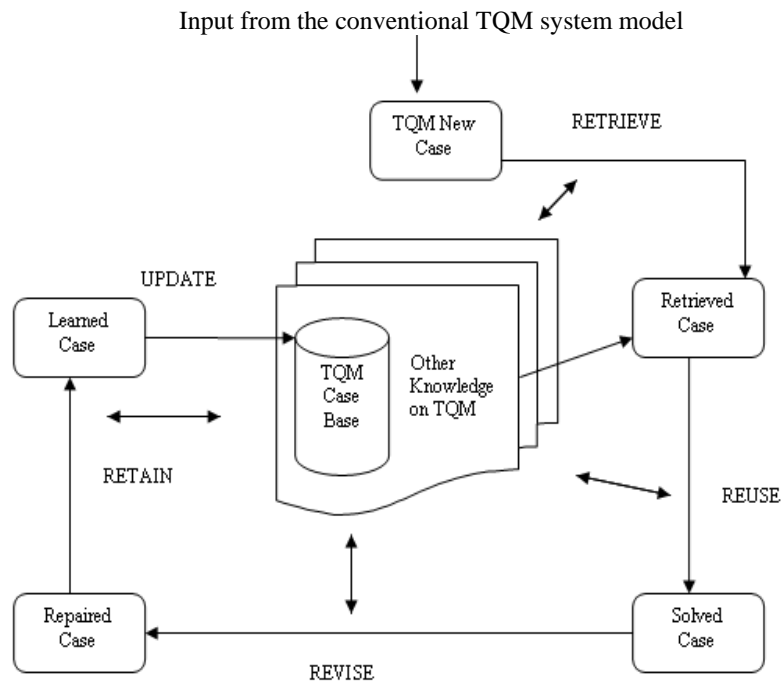 Input from the conventional TQM system model
TQM New
Case
RETRIEVE
UPDATE
Learned
Case
Retrieved
Case
TQM
Case
Base
Other
Knowledge
on TQM
RETAIN
REUSE
Repaired
Case
Solved
Case
REVISE